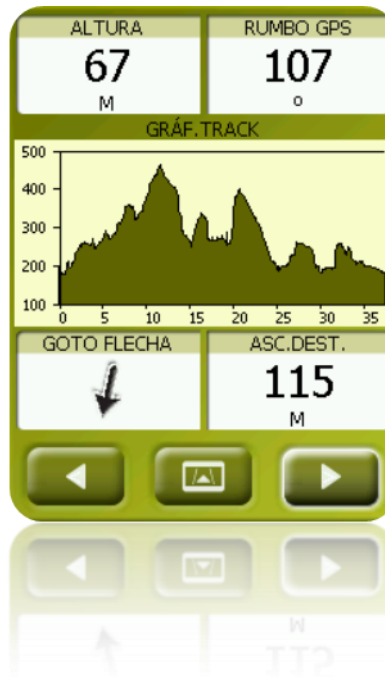 ALTURA
67
M
RUMBO GPS
107
º
GRÁF.TRACK
500
400
300
200
100
0 5 10 15 20 25 30 35
GOTO FLECHA
ASC.DEST.
115
M
M
115